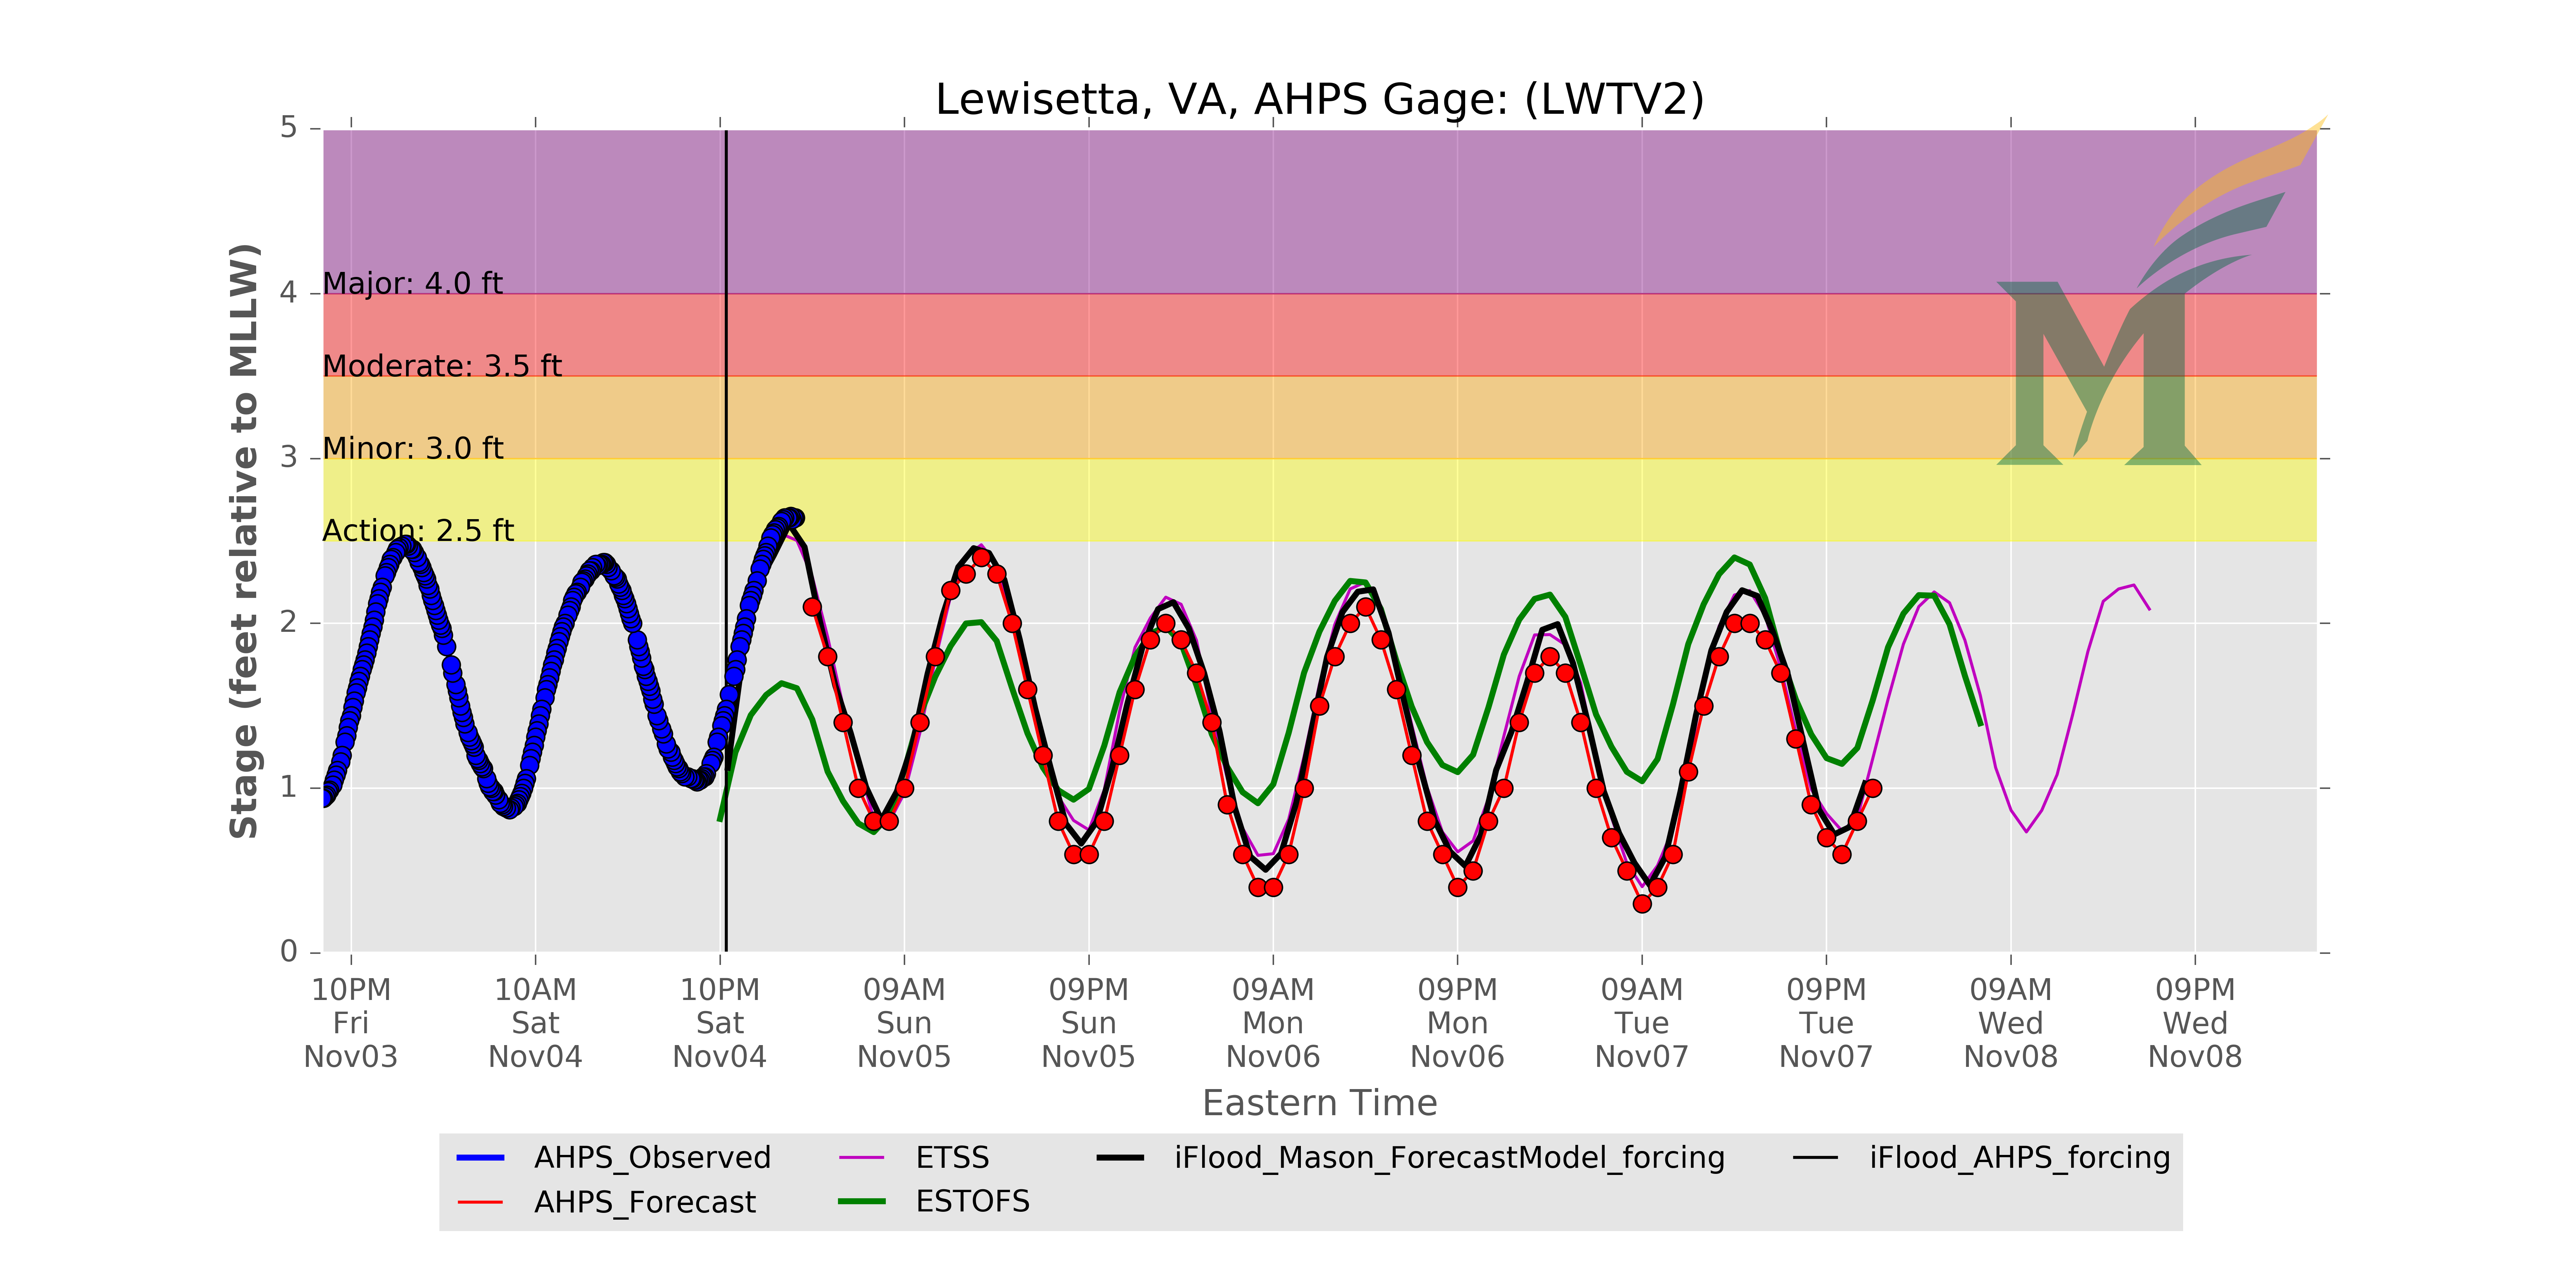 Lewisetta, VA, AHPS Gage: (LWTV2)
Stage (feet relative to MLLW)
5
4
3
2
1
0
Major: 4.0 ft
Moderate: 3.5 ft
Minor: 3.0 ft
Action: 2.5 ft
M
10PM 10AM 10PM 09AM 09PM 09AM 09PM 09AM 09PM 09AM 09PM
Fri Sat Sat Sun Sun Mon Mon Tue Tue Wed Wed
Nov03 Nov04 Nov04 Nov05 Nov05 Nov06 Nov06 Nov07 Nov07 Nov08 Nov08
Eastern Time
AHPS_Observed ETSS iFlood_Mason_ForecastModel_forcing iFlood_AHPS_forcing
AHPS_Forecast ESTOFS